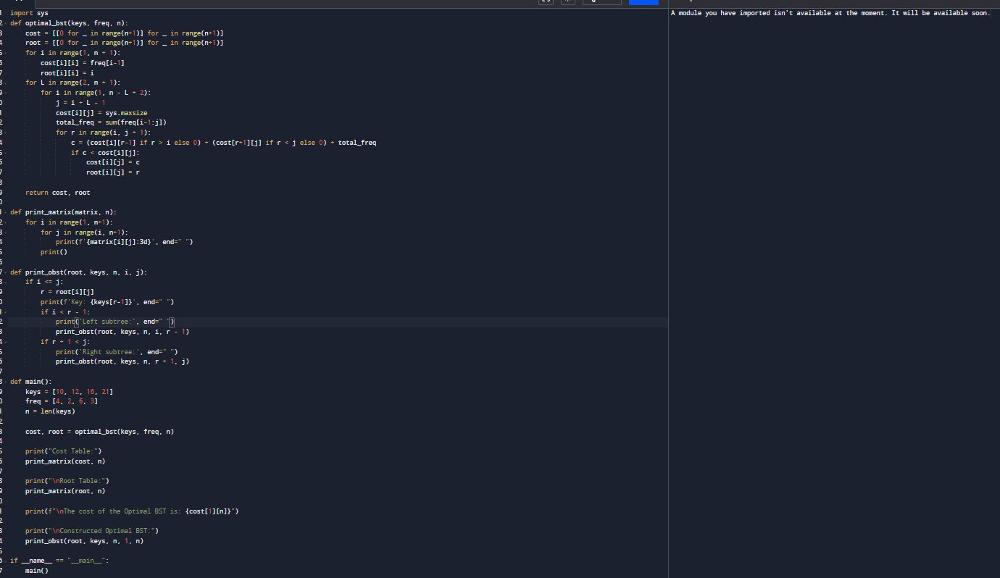 import sys
def optimal_bst(keys, freq, n):
    cost = [[0 for _ in range(n+1)] for _ in range(n+1)]
    root = [[0 for _ in range(n+1)] for _ in range(n+1)]
    for i in range(1, n + 1):
        cost[i][i] = freq[i-1]
        root[i][i] = i
    for L in range(2, n + 1):
        for i in range(1, n - L + 2):
            j = i + L - 1
            cost[i][j] = sys.maxsize
            total_freq = sum(freq[i-1:j])
            for r in range(i, j + 1):
                c = (cost[i][r-1] if r > i else 0) + (cost[r+1][j] if r < j else 0) + total_freq
                if c < cost[i][j]:
                    cost[i][j] = c
                    root[i][j] = r
    return cost, root
def print_matrix(matrix, n):
    for i in range(1, n+1):
        for j in range(i, n+1):
            print(f'{matrix[i][j]:3d}', end=" ")
        print()
def print_obst(root, keys, n, i, j):
    if i <= j:
        r = root[i][j]
        print(f'Key: {keys[r-1]}', end=" ")
        if i < r - 1:
            print('Left subtree:', end=" ")
            print_obst(root, keys, n, i, r - 1)
        if r + 1 < j:
            print('Right subtree:', end=" ")
            print_obst(root, keys, n, r + 1, j)
def main():
    keys = [10, 12, 16, 21]
    freq = [4, 2, 6, 3]
    n = len(keys)
    cost, root = optimal_bst(keys, freq, n)
    print("Cost Table:")
    print_matrix(cost, n)
    print("\nRoot Table:")
    print_matrix(root, n)
    print(f"\nThe cost of the Optimal BST is: {cost[1][n]}")
    print("\nConstructed Optimal BST:")
    print_obst(root, keys, n, 1, n)
if __name__ == "__main__":
    main()
A module you have imported isn't available at the moment. It will be available soon.